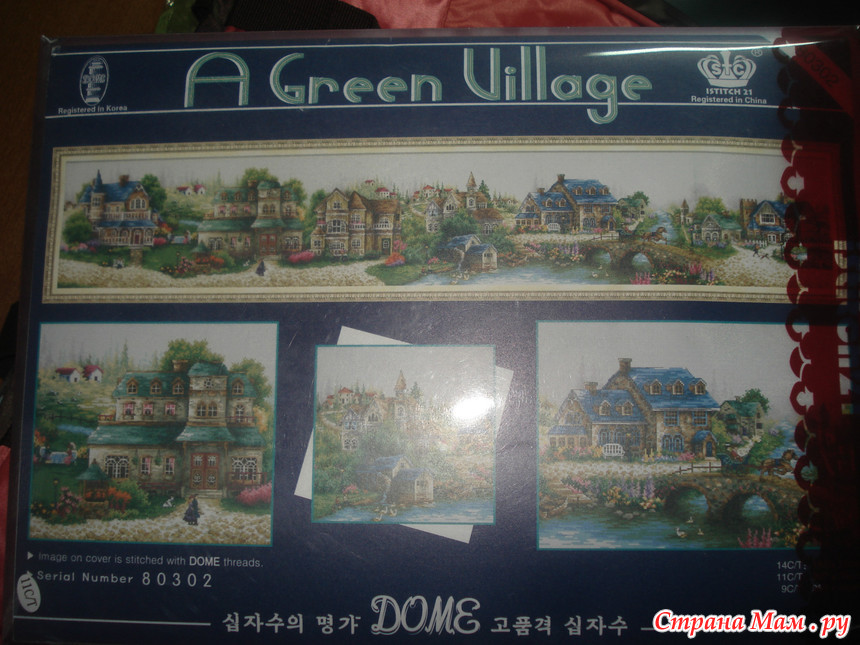 A Green Village
Registered in Korea
STC
ISTITCH 21
Registered in China
Image on cover is stitched with DOME threads.
Serial Number 80302
14C/T
11C/T
9C/
11C/T
십자수의 명가 DOME 고품격 십자수
Страна Мам.ру